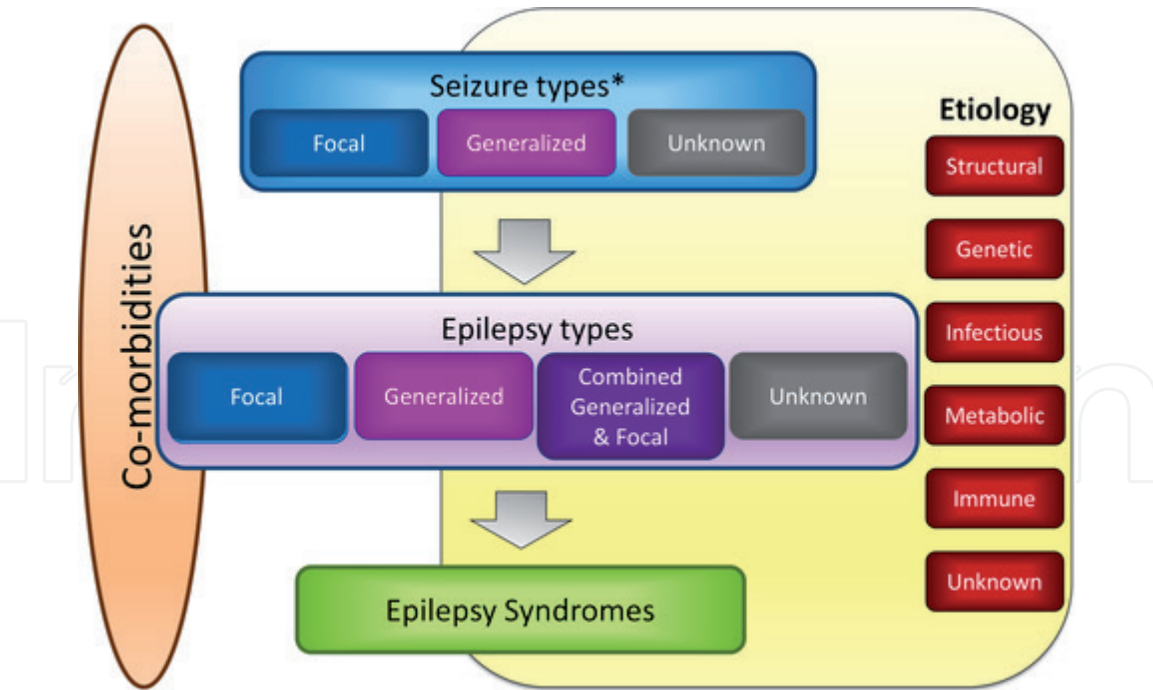 Seizure types*
Focal
Generalized
Unknown
Etiology
Structural
Genetic
Infectious
Metabolic
Immune
Unknown
Co-morbidities
Epilepsy types
Focal
Generalized
Combined
Generalized
& Focal
Unknown
Epilepsy Syndromes